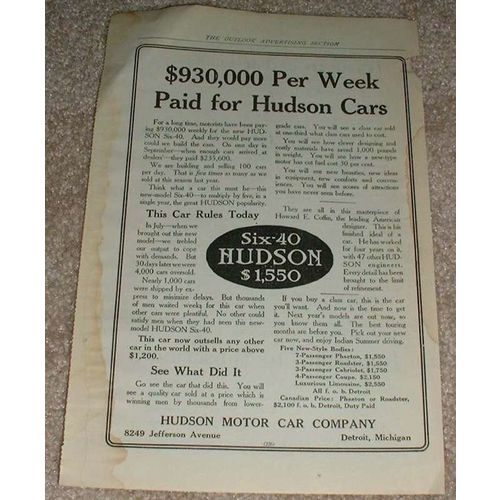 THE OUTLOOK ADVERTISING SECTION
$930,000 Per Week
Paid for Hudson Cars
For a long time, motorists have been pay-
ing $930,000 weekly for the new HUD-
SON Six-40. And they would pay more
could we build the cars. On one day in
September—when enough cars arrived at
dealers'—they paid $235,600.
We are building and selling 100 cars
per day. That is five times as many as we
sold at this season last year.
Think what a car this must be—this
new-model Six-40—to multiply by five, in
a single year, the great HUDSON popularity.
This Car Rules Today
In July—when we
brought out this new
model—we trebled
our output to cope
with demands. But
30 days later we were
4,000 cars oversold.
Nearly 1,000 cars
were shipped by ex-
press to minimize delays. But thousands
of men waited weeks for this car when
other cars were plentiful. No other could
satisfy men when they had seen this new-
model HUDSON Six-40.
This car now outsells any other
car in the world with a price above
$1,200.
See What Did It
Go see the car that did this. You will
see a quality car sold at a price which is
winning men by thousands from lower-
grade cars. You will see a class car sold
at one-third what class cars used to cost.
You will see how clever designing and
costly materials have saved 1,000 pounds
in weight. You will see how a new-type
motor has cut fuel cost 30 per cent.
You will see new beauties, new ideas
in equipment, new comforts and conven-
iences. You will see scores of attractions
you have never seen before.
They are all in this masterpiece of
Howard E. Coffin, the leading American
designer. This is his
finished ideal of a
car. He has worked
for four years on it,
with 47 other HUD-
SON engineers.
Every detail has been
brought to the limit
of refinement.
Six-40
HUDSON
$1,550
If you buy a class car, this is the car
you'll want. And now is the time to get
it. Next year's models are out now, so
you know them all. The best touring
months are before you. Pick out your new
car now, and enjoy Indian Summer driving.
Five New-Style Bodies:
7-Passenger Phaeton, $1,550
3-Passenger Roadster, $1,550
3-Passenger Cabriolet, $1,750
4-Passenger Coupe, $2,150
Luxurious Limousine, $2,550
All f. o. b. Detroit
Canadian Price: Phaeton or Roadster,
$2,100 f. o. b. Detroit, Duty Paid
HUDSON MOTOR CAR COMPANY
8249 Jefferson Avenue
Detroit, Michigan